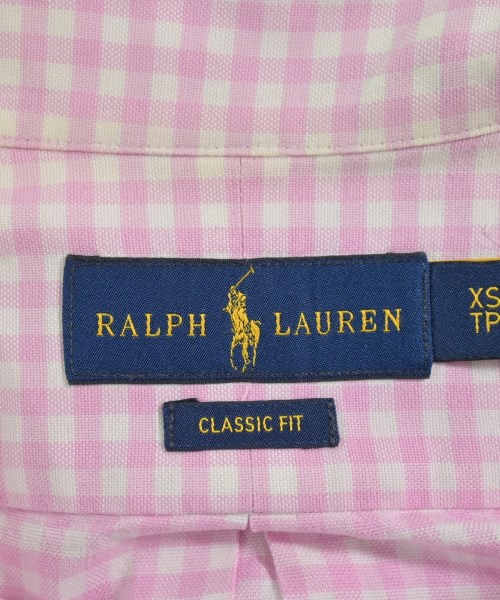 RALPH LAUREN
XS
TP
CLASSIC FIT